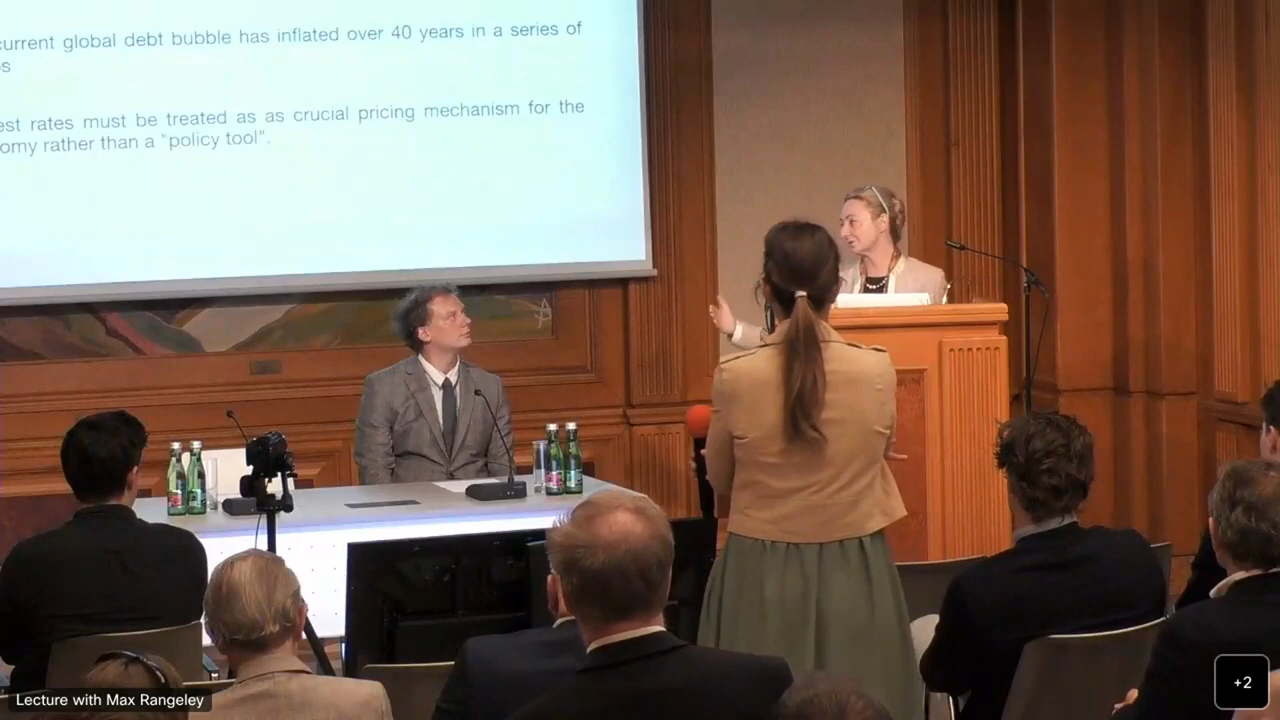 current global debt bubble has inflated over 40 years in a series of
est rates must be treated as as crucial pricing mechanism for the
omy rather than a "policy tool".
Lecture with Max Rangeley
+2